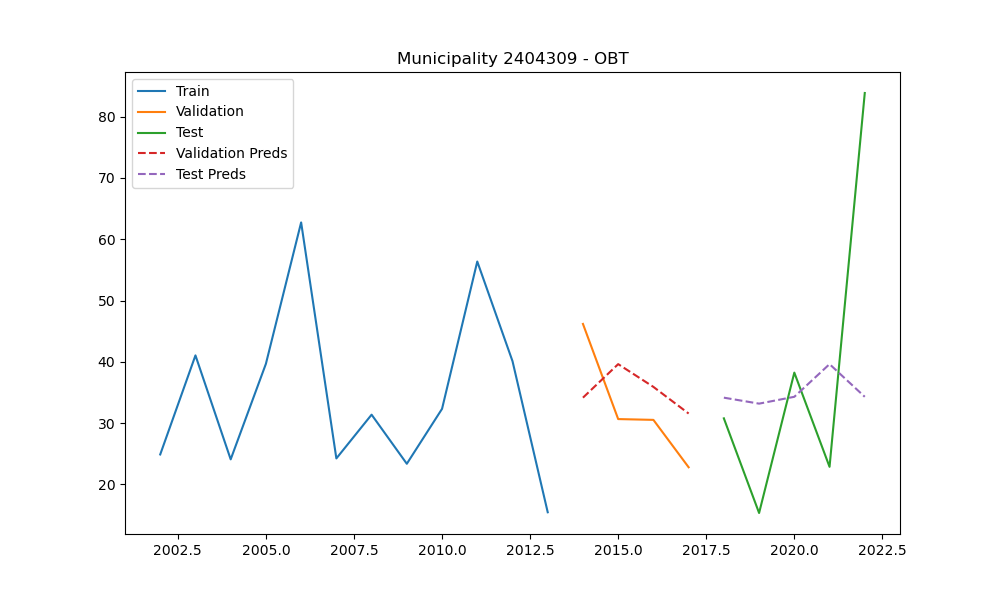 Municipality 2404309 - OBT
Train
Validation
Test
Validation Preds
Test Preds
80
70
60
50
40
30
20
2002.5 2005.0 2007.5 2010.0 2012.5 2015.0 2017.5 2020.0 2022.5